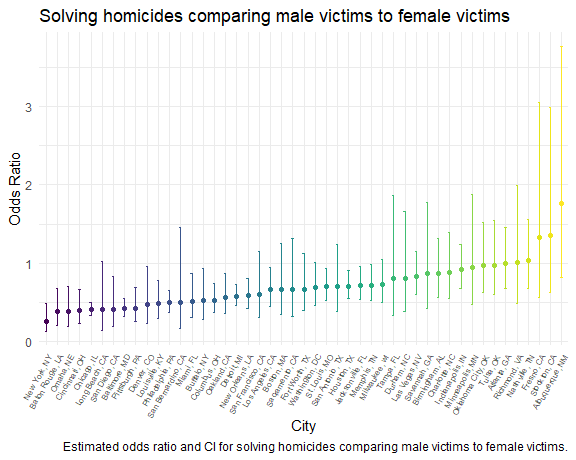 Solving homicides comparing male victims to female victims
Odds Ratio
3
2
1
0
New York, NY
Baton Rouge, LA
Omaha, NE
Cincinnati, OH
Chicago, IL
Long Beach, CA
San Diego, CA
Baltimore, MD
Pittsburgh, PA
Denver, CO
Louisville, KY
Philadelphia, PA
San Bernardino, CA
Miami, FL
Buffalo, NY
Columbus, OH
Oakland, CA
Detroit, MI
New Orleans, LA
San Francisco, CA
Los Angeles, CA
Boston, MA
Sacramento, CA
Fort Worth, TX
Washington, DC
St. Louis, MO
San Antonio, TX
Houston, TX
Jacksonville, FL
Memphis, TN
Milwaukee, wI
Tampa, FL
Durham, NC
Las Vegas, NV
Savannah, GA
Birmingham, AL
Charlotte, NC
Indianapolis, IN
Minneapolis, MN
Oklahoma City, OK
Tulsa, OK
Atlanta, GA
Richmond, VA
Nashville, TN
Fresno, CA
Stockton, CA
Albuquerque, NM
City
Estimated odds ratio and CI for solving homicides comparing male victims to female victims.